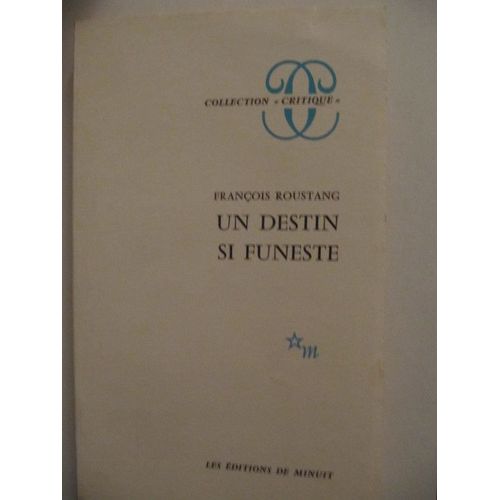 COLLECTION « CRITIQUE »
FRANÇOIS ROUSTANG
UN DESTIN
SI FUNESTE
m
LES ÉDITIONS DE MINUIT